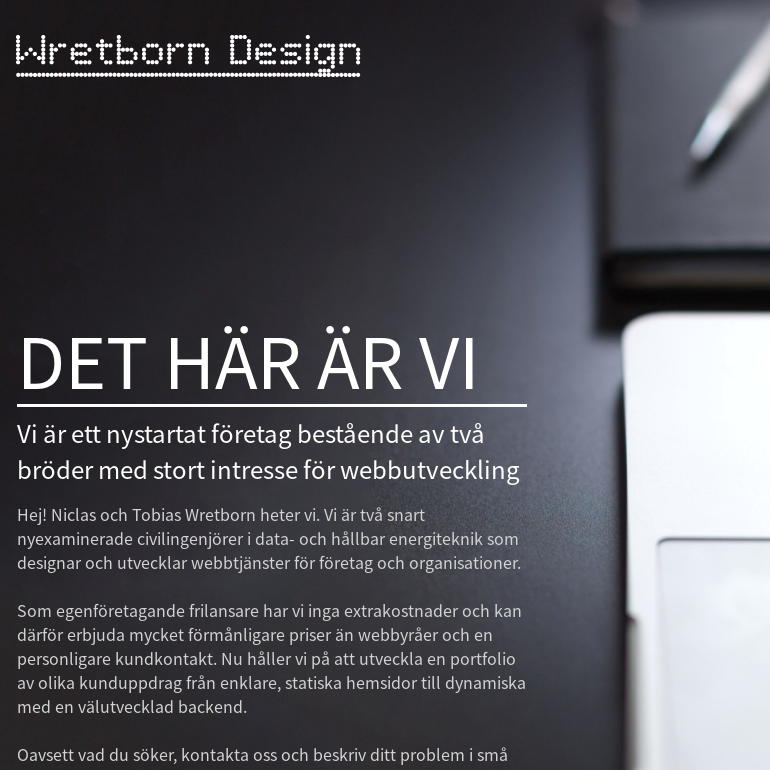 Wretborn Design
DET HÄR ÄR VI
Vi är ett nystartat företag bestående av två
bröder med stort intresse för webbutveckling
Hej! Niclas och Tobias Wretborn heter vi. Vi är två snart
nyexaminerade civilingenjörer i data- och hållbar energiteknik som
designar och utvecklar webbtjänster för företag och organisationer.
Som egenföretagande frilansare har vi inga extrakostnader och kan
därför erbjuda mycket förmånligare priser än webbyråer och en
personligare kundkontakt. Nu håller vi på att utveckla en portfolio
av olika kunduppdrag från enklare, statiska hemsidor till dynamiska
med en välutvecklad backend.
Oavsett vad du söker, kontakta oss och beskriv ditt problem i små